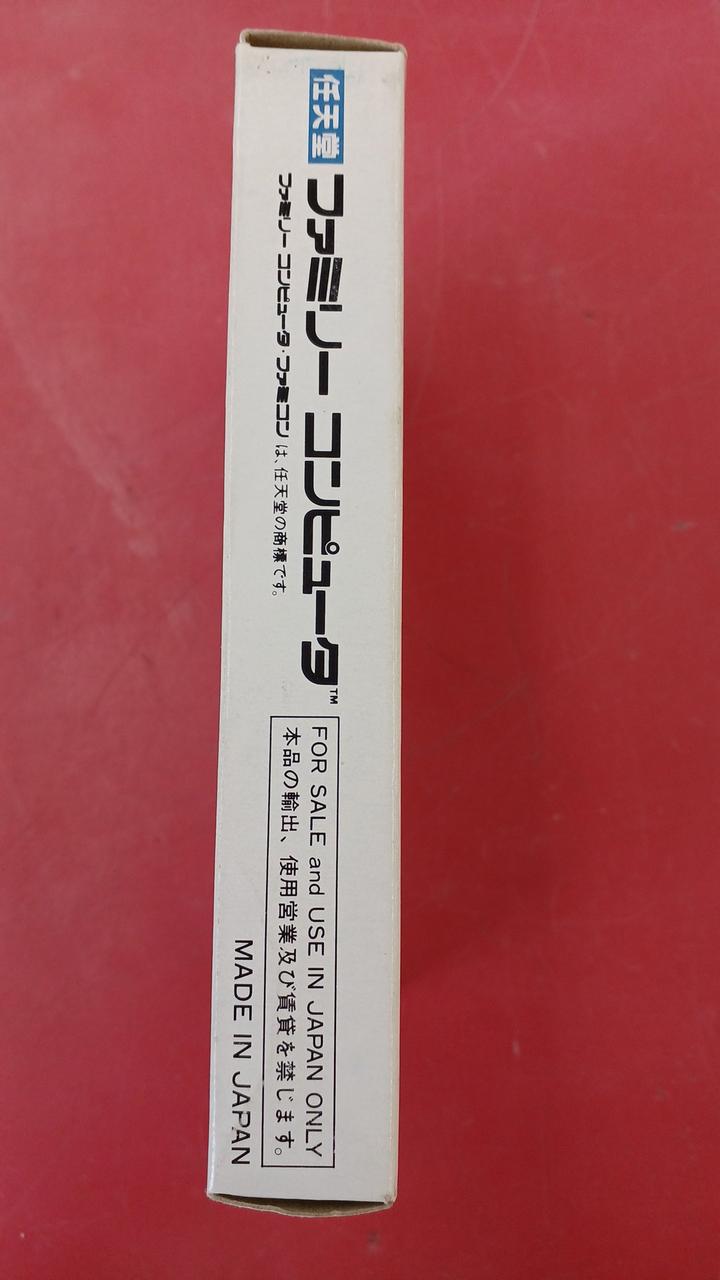 任天堂 ファミリー コンピュータ™
ファミリー コンピュータ・ファミコン は、任天堂の商標です。
FOR SALE and USE IN JAPAN ONLY
本品の輸出、使用営業及び賃貸を禁じます。
MADE IN JAPAN